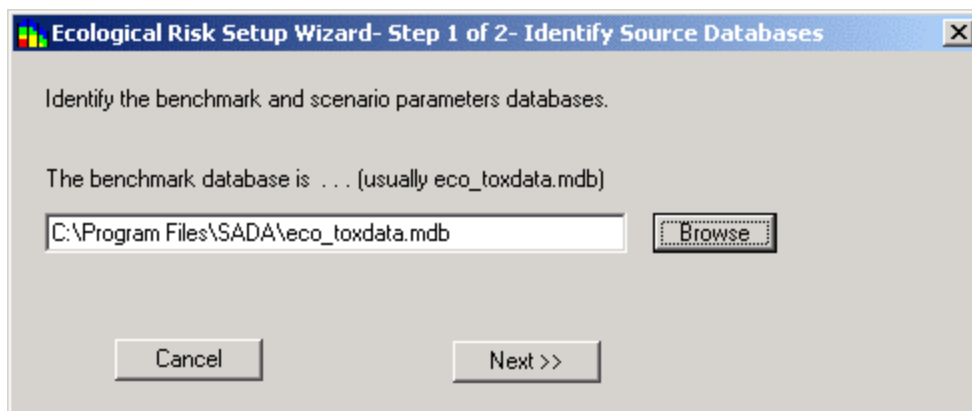 Ecological Risk Setup Wizard- Step 1 of 2- Identify Source Databases
Identify the benchmark and scenario parameters databases.
The benchmark database is . . . (usually eco_toxdata.mdb)
C:\Program Files\SADA\eco_toxdata.mdb
Browse
Cancel
Next >>